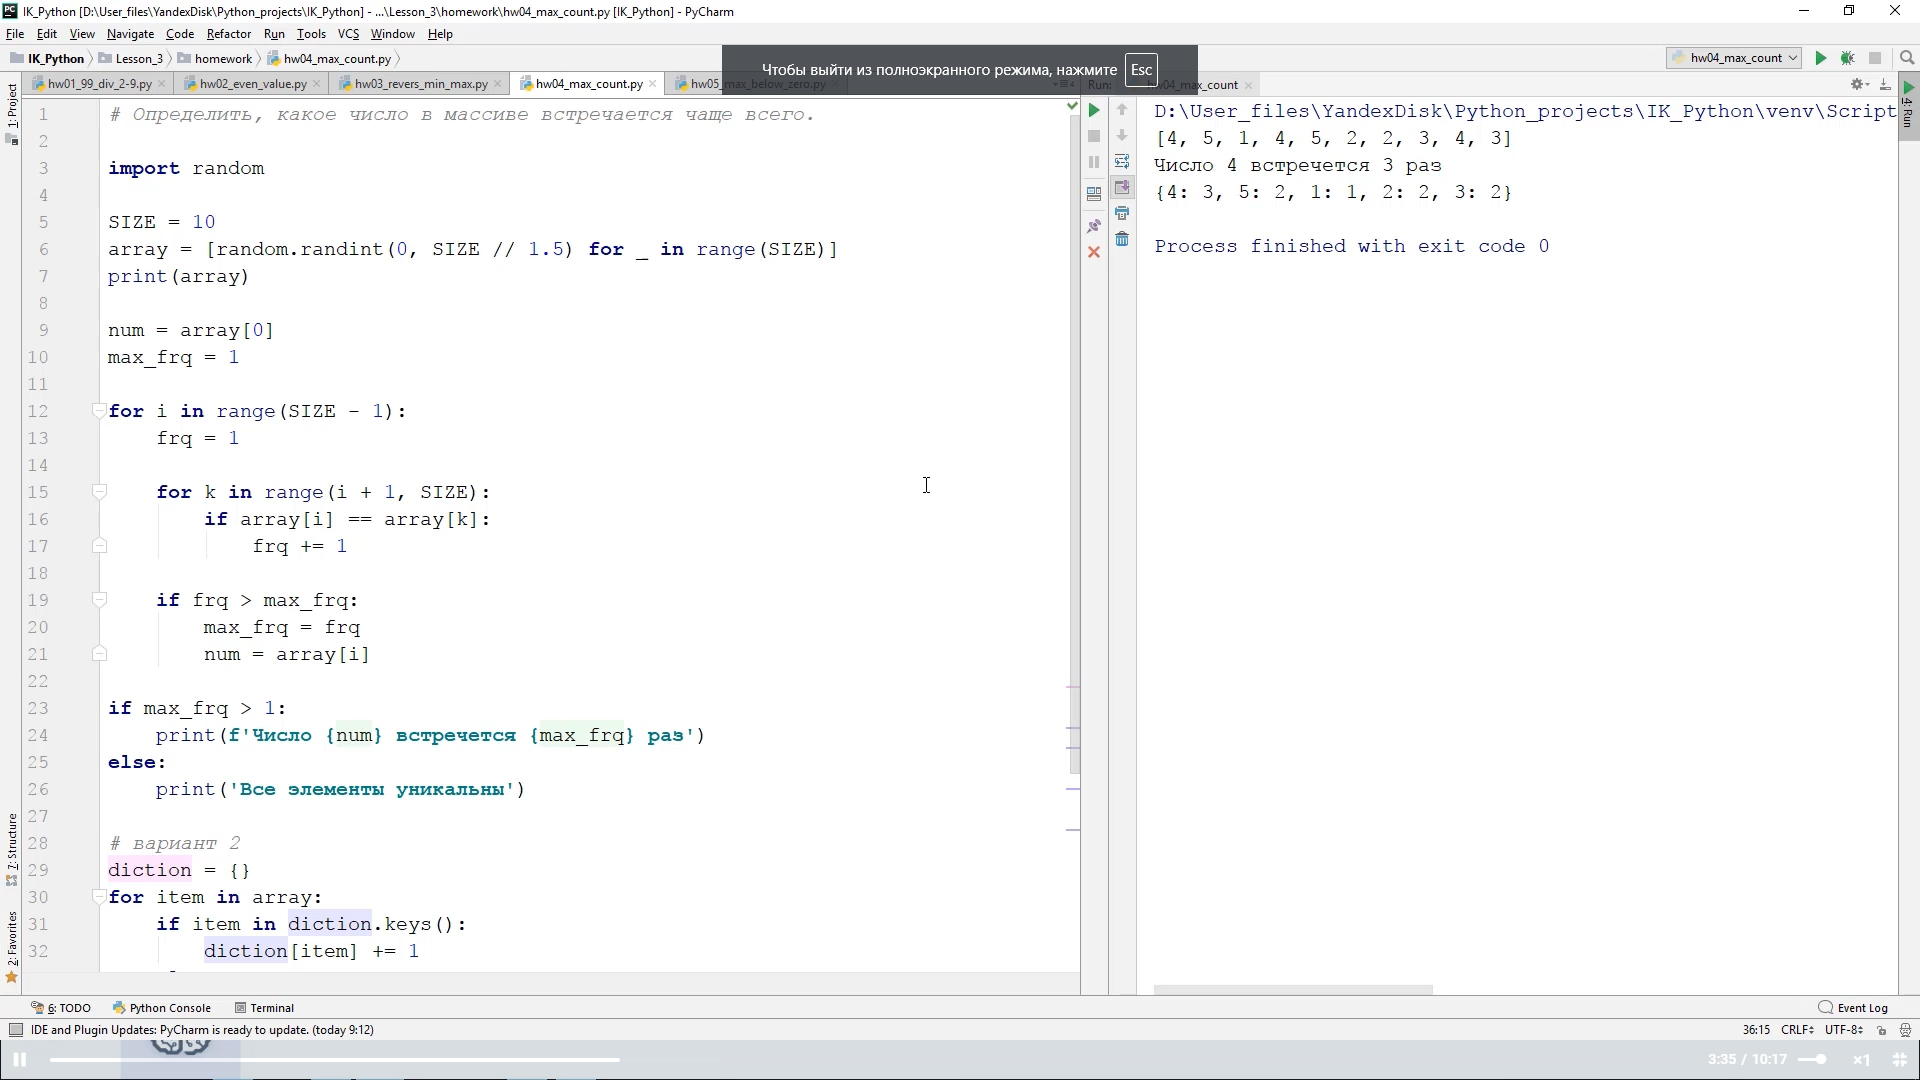 IK_Python [D:\User_files\YandexDisk\Python_projects\IK_Python] - ...\Lesson_3\homework\hw04_max_count.py [IK_Python] - PyCharm
File Edit View Navigate Code Refactor Run Tools VCS Window Help
IK_Python Lesson_3 homework hw04_max_count.py
hw04_max_count
Чтобы выйти из полноэкранного режима, нажмите Esc
hw01_99_div_2-9.py hw02_even_value.py hw03_revers_min_max.py hw04_max_count.py hw05_max_below_zero.py
Run: hw04_max_count
1: Project
4: Run
7: Structure
2: Favorites
1 # Определить, какое число в массиве встречается чаще всего.
2
3 import random
4
5 SIZE = 10
6 array = [random.randint(0, SIZE // 1.5) for _ in range(SIZE)]
7 print(array)
8
9 num = array[0]
10 max_frq = 1
11
12 for i in range(SIZE - 1):
13 frq = 1
14
15 for k in range(i + 1, SIZE):
16 if array[i] == array[k]:
17 frq += 1
18
19 if frq > max_frq:
20 max_frq = frq
21 num = array[i]
22
23 if max_frq > 1:
24 print(f'Число {num} встречется {max_frq} раз')
25 else:
26 print('Все элементы уникальны')
27
28 # вариант 2
29 diction = {}
30 for item in array:
31 if item in diction.keys():
32 diction[item] += 1
D:\User_files\YandexDisk\Python_projects\IK_Python\venv\Script
[4, 5, 1, 4, 5, 2, 2, 3, 4, 3]
Число 4 встречется 3 раз
{4: 3, 5: 2, 1: 1, 2: 2, 3: 2}
Process finished with exit code 0
6: TODO Python Console Terminal Event Log
IDE and Plugin Updates: PyCharm is ready to update. (today 9:12) 36:15 CRLF UTF-8
3:35 / 10:17 ×1